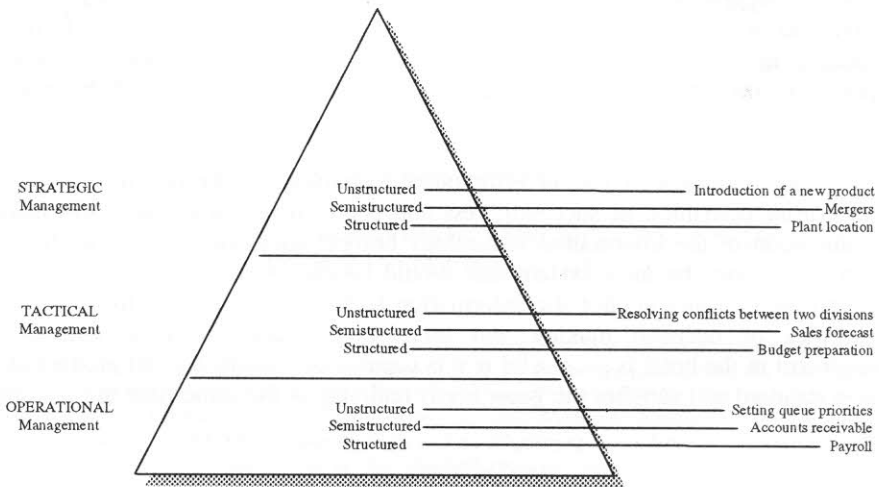 STRATEGIC
Management
Unstructured Introduction of a new product
Semistructured Mergers
Structured Plant location
TACTICAL
Management
Unstructured Resolving conflicts between two divisions
Semistructured Sales forecast
Structured Budget preparation
OPERATIONAL
Management
Unstructured Setting queue priorities
Semistructured Accounts receivable
Structured Payroll